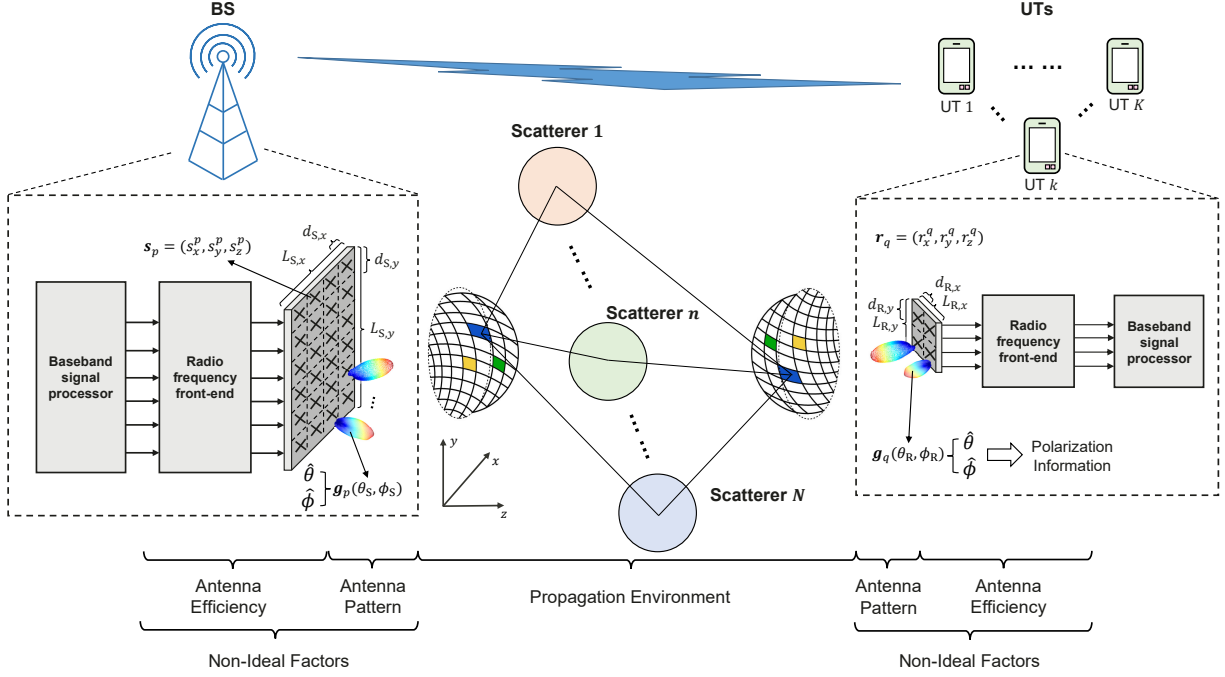 BS
UTs
UT 1
... ...
UT K
UT k
Scatterer 1
s_p = (s_x^p, s_y^p, s_z^p)
d_S,x
L_S,x
d_S,y
L_S,y
Baseband
signal
processor
Radio
frequency
front-end
θ̂
ϕ̂
g_p(θ_S, ϕ_S)
Scatterer n
y
x
z
Scatterer N
r_q = (r_x^q, r_y^q, r_z^q)
d_R,x
L_R,x
d_R,y
L_R,y
Radio
frequency
front-end
Baseband
signal
processor
g_q(θ_R, ϕ_R)
θ̂
ϕ̂
Polarization
Information
Antenna
Efficiency
Antenna
Pattern
Propagation Environment
Antenna
Pattern
Antenna
Efficiency
Non-Ideal Factors
Non-Ideal Factors